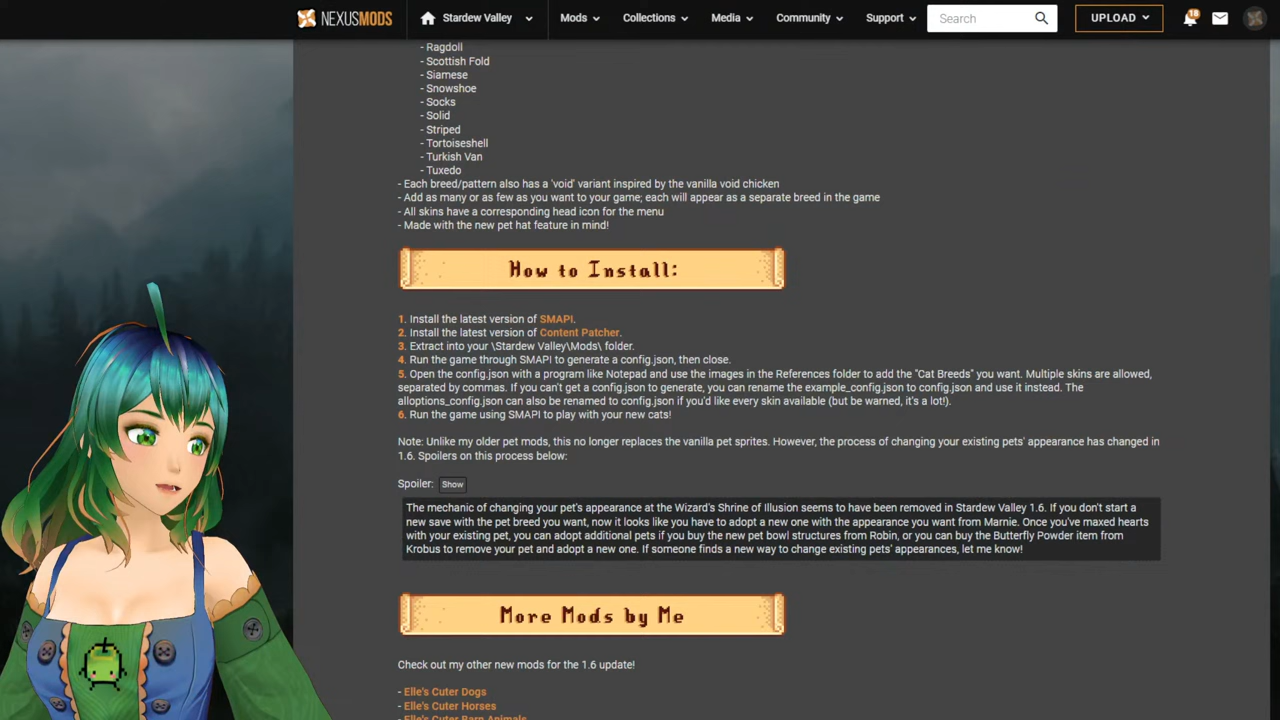 NEXUSMODS
Stardew Valley
Mods
Collections
Media
Community
Support
Search
UPLOAD
18
- Ragdoll
- Scottish Fold
- Siamese
- Snowshoe
- Socks
- Solid
- Striped
- Tortoiseshell
- Turkish Van
- Tuxedo
- Each breed/pattern also has a 'void' variant inspired by the vanilla void chicken
- Add as many or as few as you want to your game; each will appear as a separate breed in the game
- All skins have a corresponding head icon for the menu
- Made with the new pet hat feature in mind!
How to Install:
1. Install the latest version of SMAPI.
2. Install the latest version of Content Patcher.
3. Extract into your \Stardew Valley\Mods\ folder.
4. Run the game through SMAPI to generate a config.json, then close.
5. Open the config.json with a program like Notepad and use the images in the References folder to add the "Cat Breeds" you want. Multiple skins are allowed,
separated by commas. If you can't get a config.json to generate, you can rename the example_config.json to config.json and use it instead. The
alloptions_config.json can also be renamed to config.json if you'd like every skin available (but be warned, it's a lot!).
6. Run the game using SMAPI to play with your new cats!
Note: Unlike my older pet mods, this no longer replaces the vanilla pet sprites. However, the process of changing your existing pets' appearance has changed in
1.6. Spoilers on this process below:
Spoiler: Show
The mechanic of changing your pet's appearance at the Wizard's Shrine of Illusion seems to have been removed in Stardew Valley 1.6. If you don't start a
new save with the pet breed you want, now it looks like you have to adopt a new one with the appearance you want from Marnie. Once you've maxed hearts
with your existing pet, you can adopt additional pets if you buy the new pet bowl structures from Robin, or you can buy the Butterfly Powder item from
Krobus to remove your pet and adopt a new one. If someone finds a new way to change existing pets' appearances, let me know!
More Mods by Me
Check out my other new mods for the 1.6 update!
- Elle's Cuter Dogs
- Elle's Cuter Horses
- Elle's Cuter Barn Animals